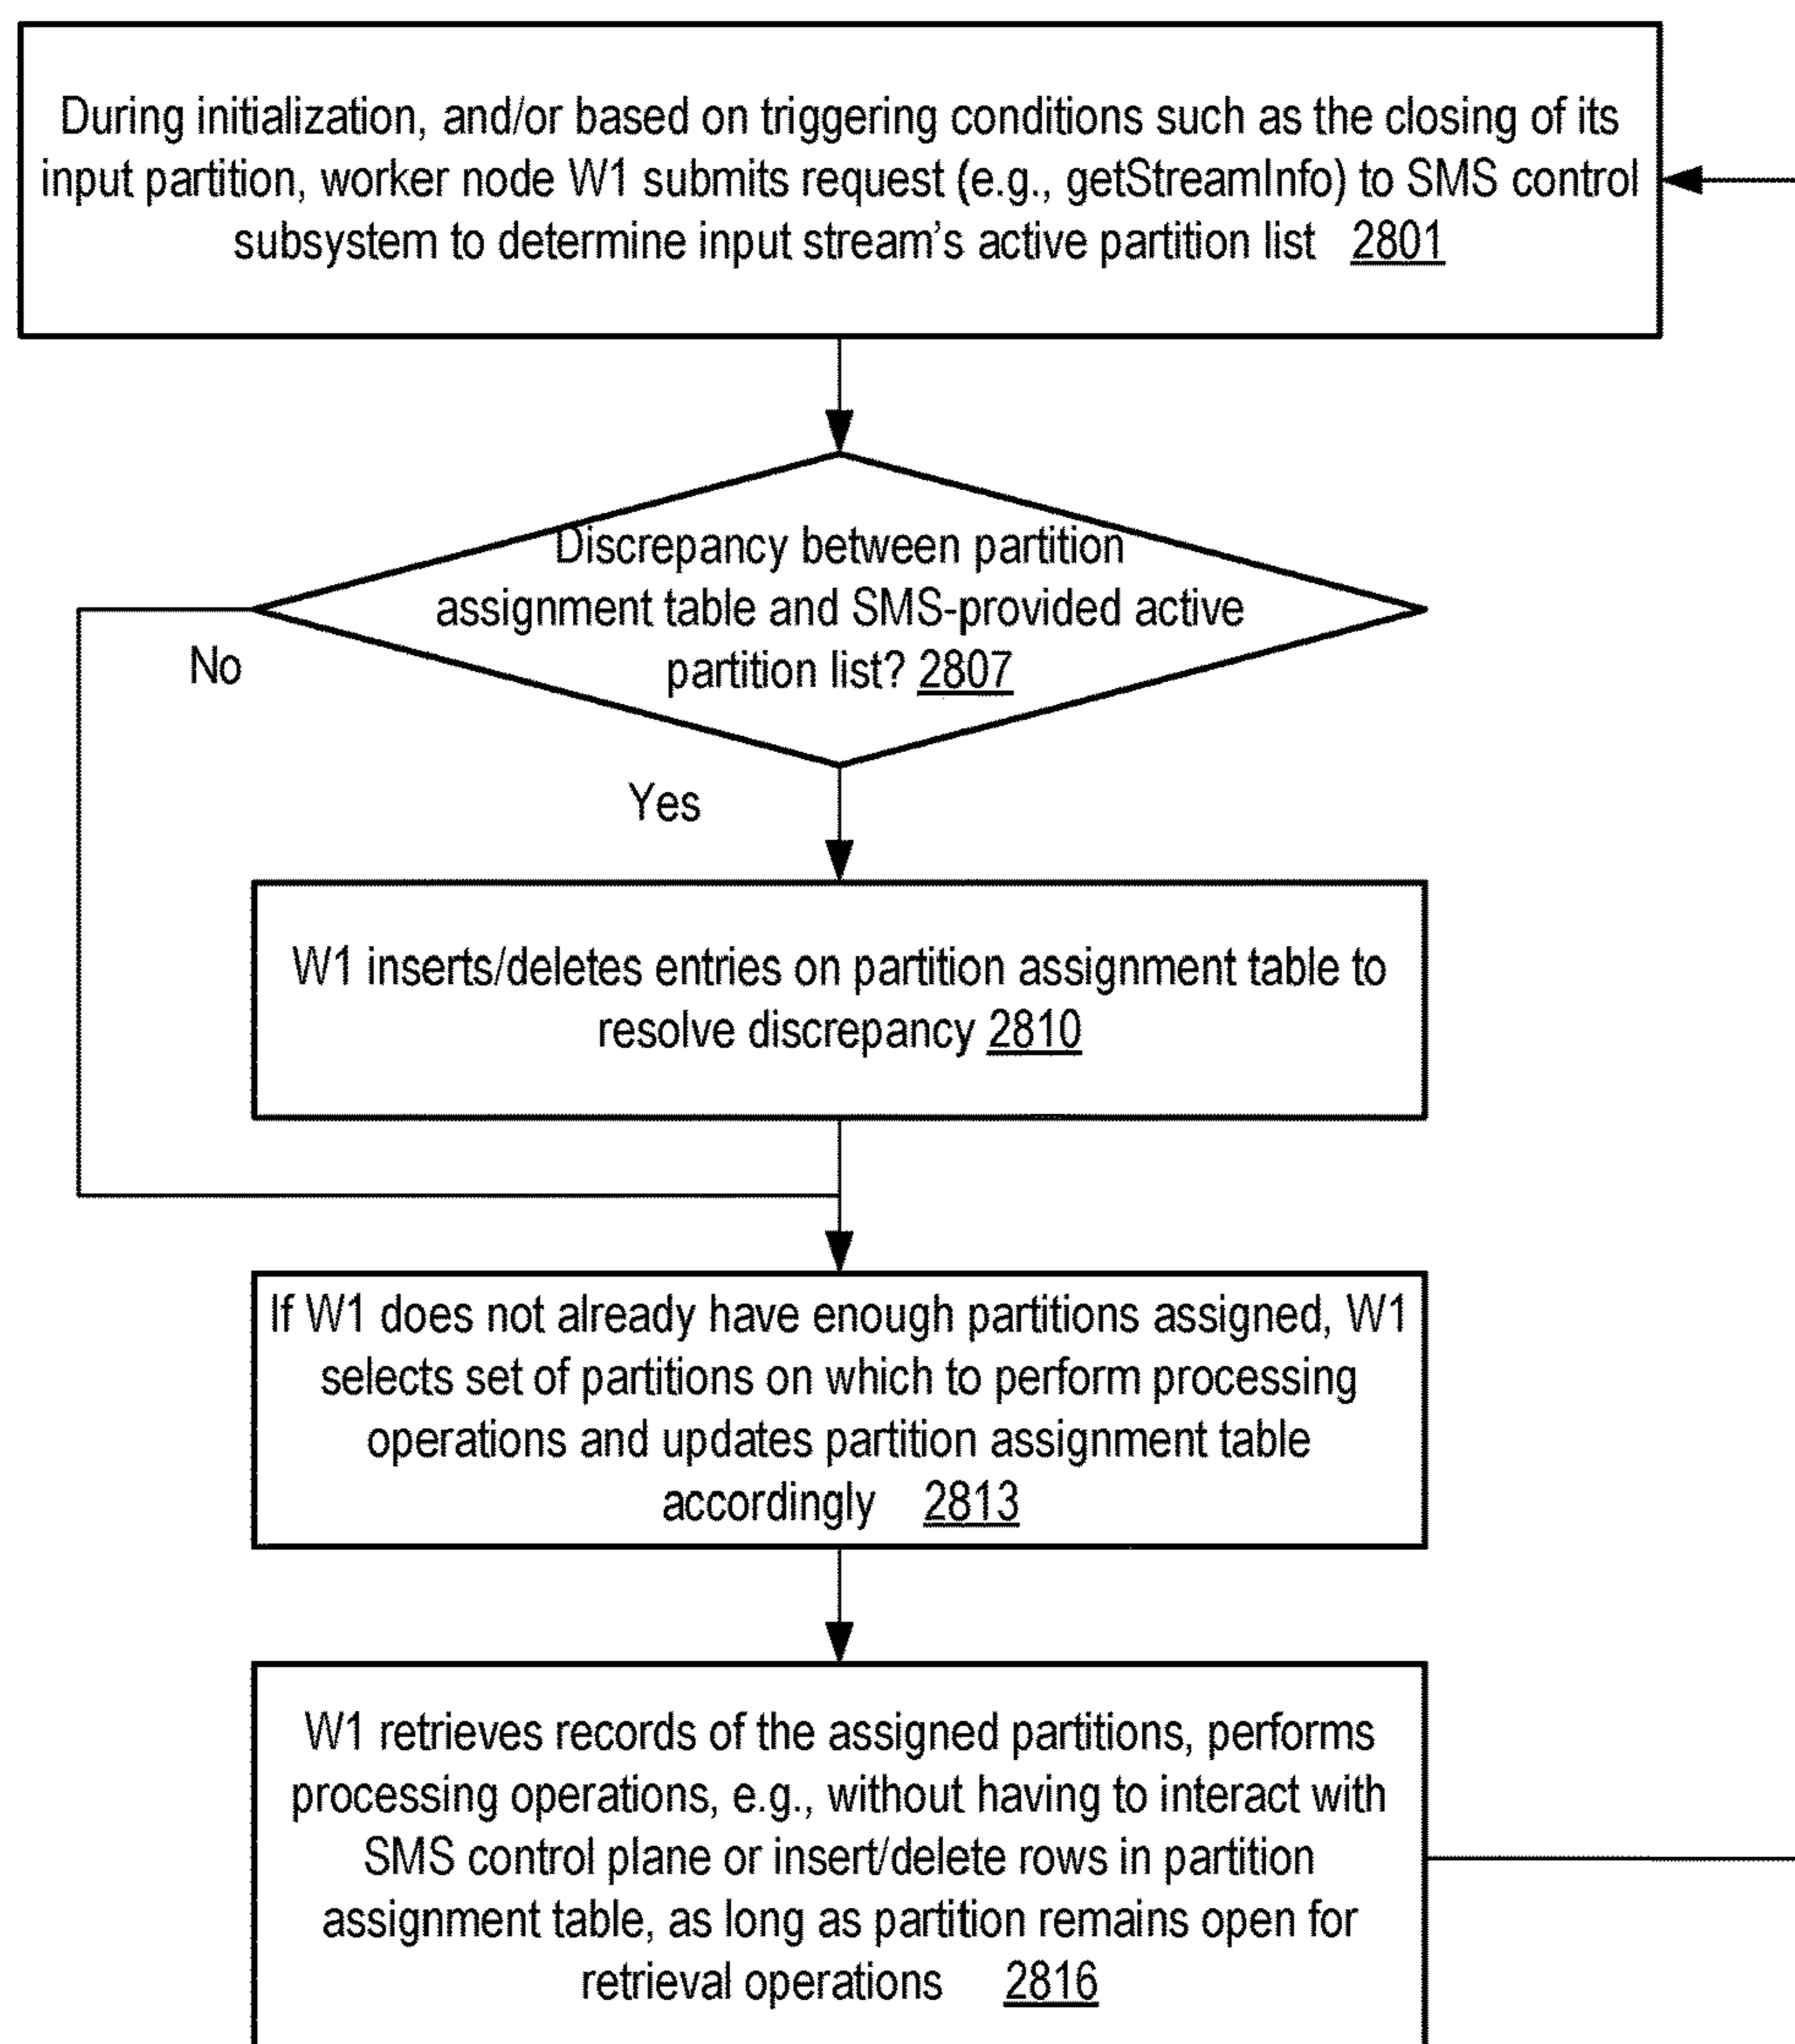 During initialization, and/or based on triggering conditions such as the closing of its
input partition, worker node W1 submits request (e.g., getStreamInfo) to SMS control
subsystem to determine input stream's active partition list 2801
Discrepancy between partition
assignment table and SMS-provided active
partition list? 2807
No
Yes
W1 inserts/deletes entries on partition assignment table to
resolve discrepancy 2810
If W1 does not already have enough partitions assigned, W1
selects set of partitions on which to perform processing
operations and updates partition assignment table
accordingly 2813
W1 retrieves records of the assigned partitions, performs
processing operations, e.g., without having to interact with
SMS control plane or insert/delete rows in partition
assignment table, as long as partition remains open for
retrieval operations 2816